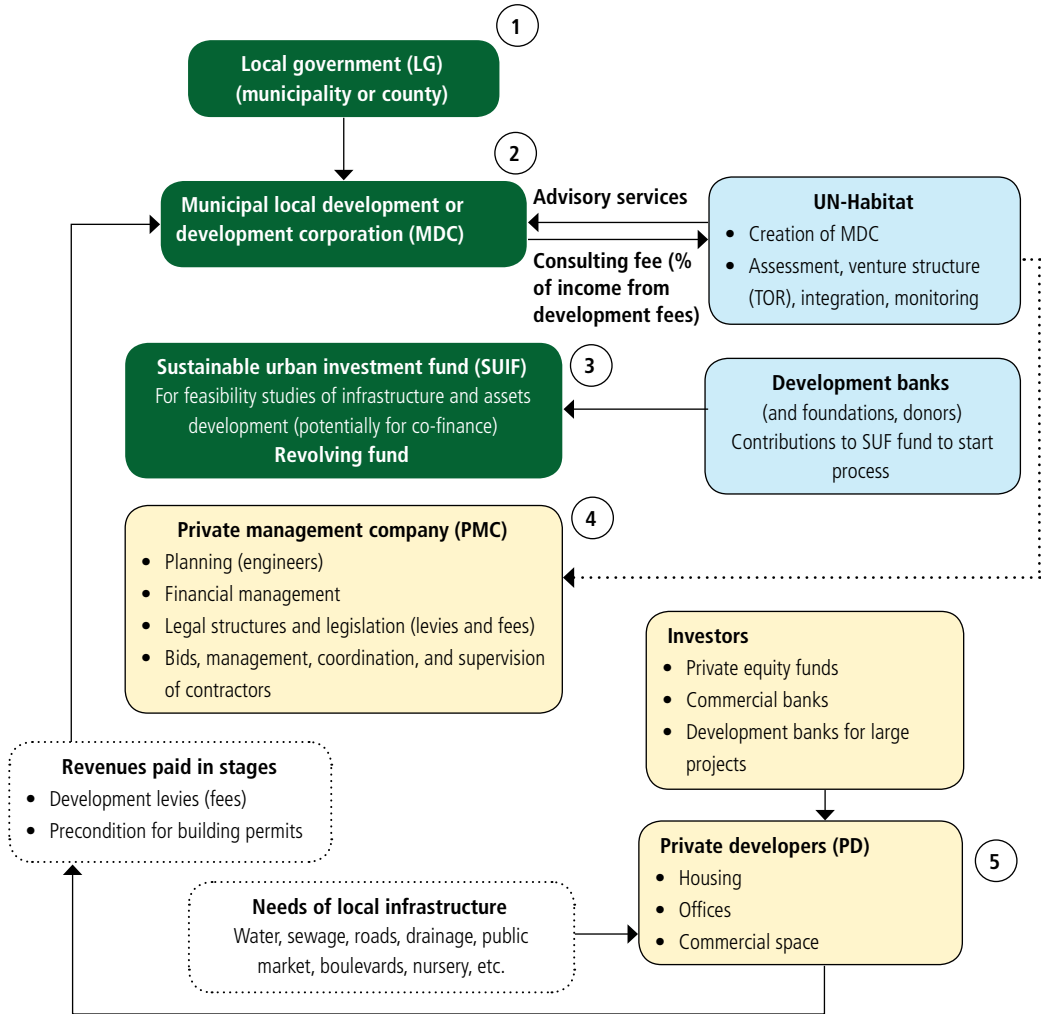 1
Local government (LG)
(municipality or county)
2
Municipal local development or
development corporation (MDC)
Advisory services
Consulting fee (%
of income from
development fees)
UN-Habitat
• Creation of MDC
• Assessment, venture structure
(TOR), integration, monitoring
3
Sustainable urban investment fund (SUIF)
For feasibility studies of infrastructure and assets
development (potentially for co-finance)
Revolving fund
Development banks
(and foundations, donors)
Contributions to SUF fund to start
process
4
Private management company (PMC)
• Planning (engineers)
• Financial management
• Legal structures and legislation (levies and fees)
• Bids, management, coordination, and supervision
of contractors
Investors
• Private equity funds
• Commercial banks
• Development banks for large
projects
Revenues paid in stages
• Development levies (fees)
• Precondition for building permits
Private developers (PD)
• Housing
• Offices
• Commercial space
5
Needs of local infrastructure
Water, sewage, roads, drainage, public
market, boulevards, nursery, etc.